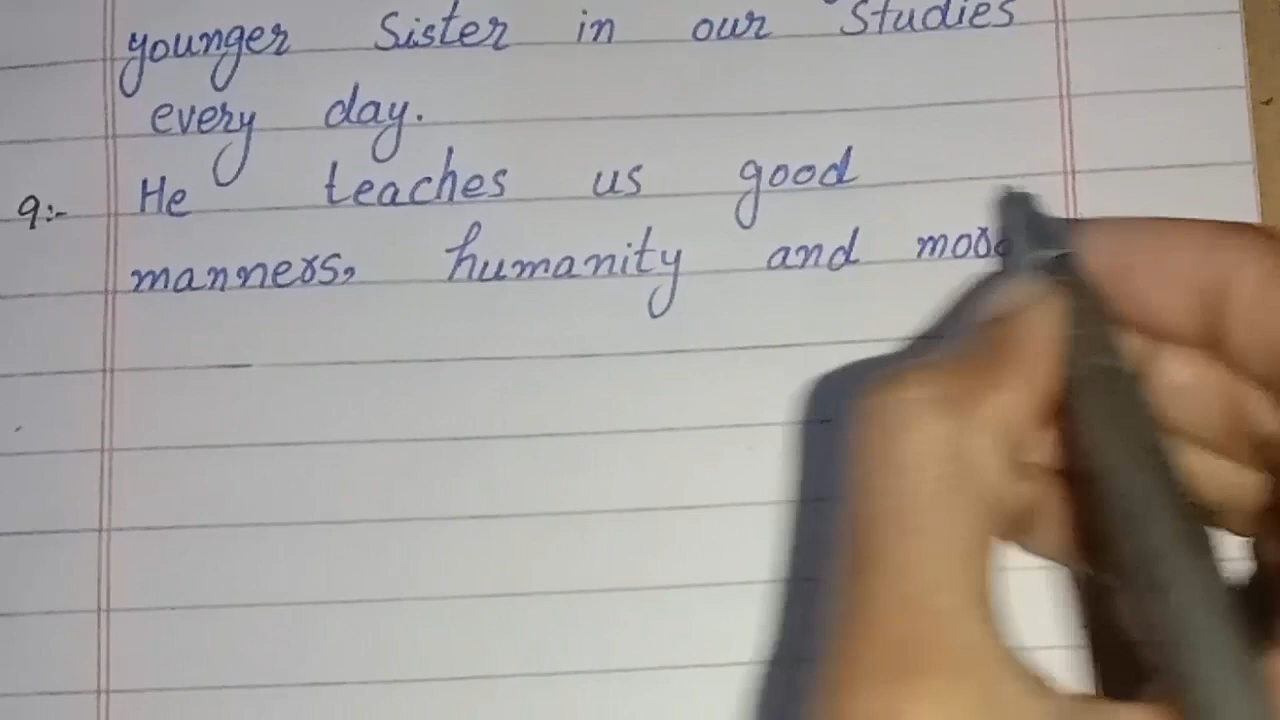 younger Sister in our Studies
every day.
9:- He teaches us good
manners, humanity and